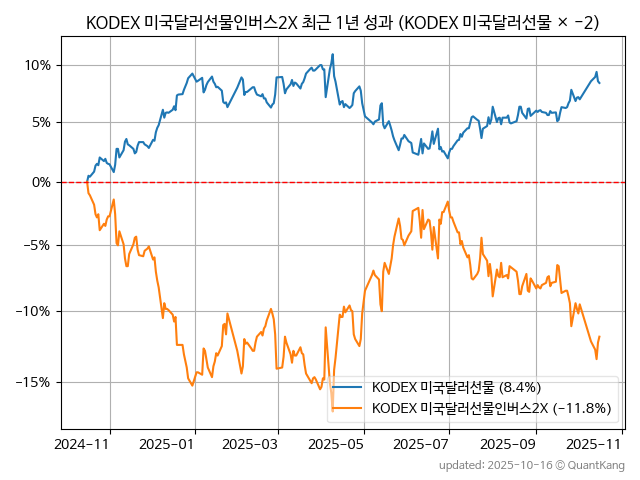 KODEX 미국달러선물인버스2X 최근 1년 성과 (KODEX 미국달러선물 × −2)
10%
5%
0%
−5%
−10%
−15%
KODEX 미국달러선물 (8.4%)
KODEX 미국달러선물인버스2X (−11.8%)
2024-11 2025-01 2025-03 2025-05 2025-07 2025-09 2025-11
updated: 2025-10-16 © QuantKang